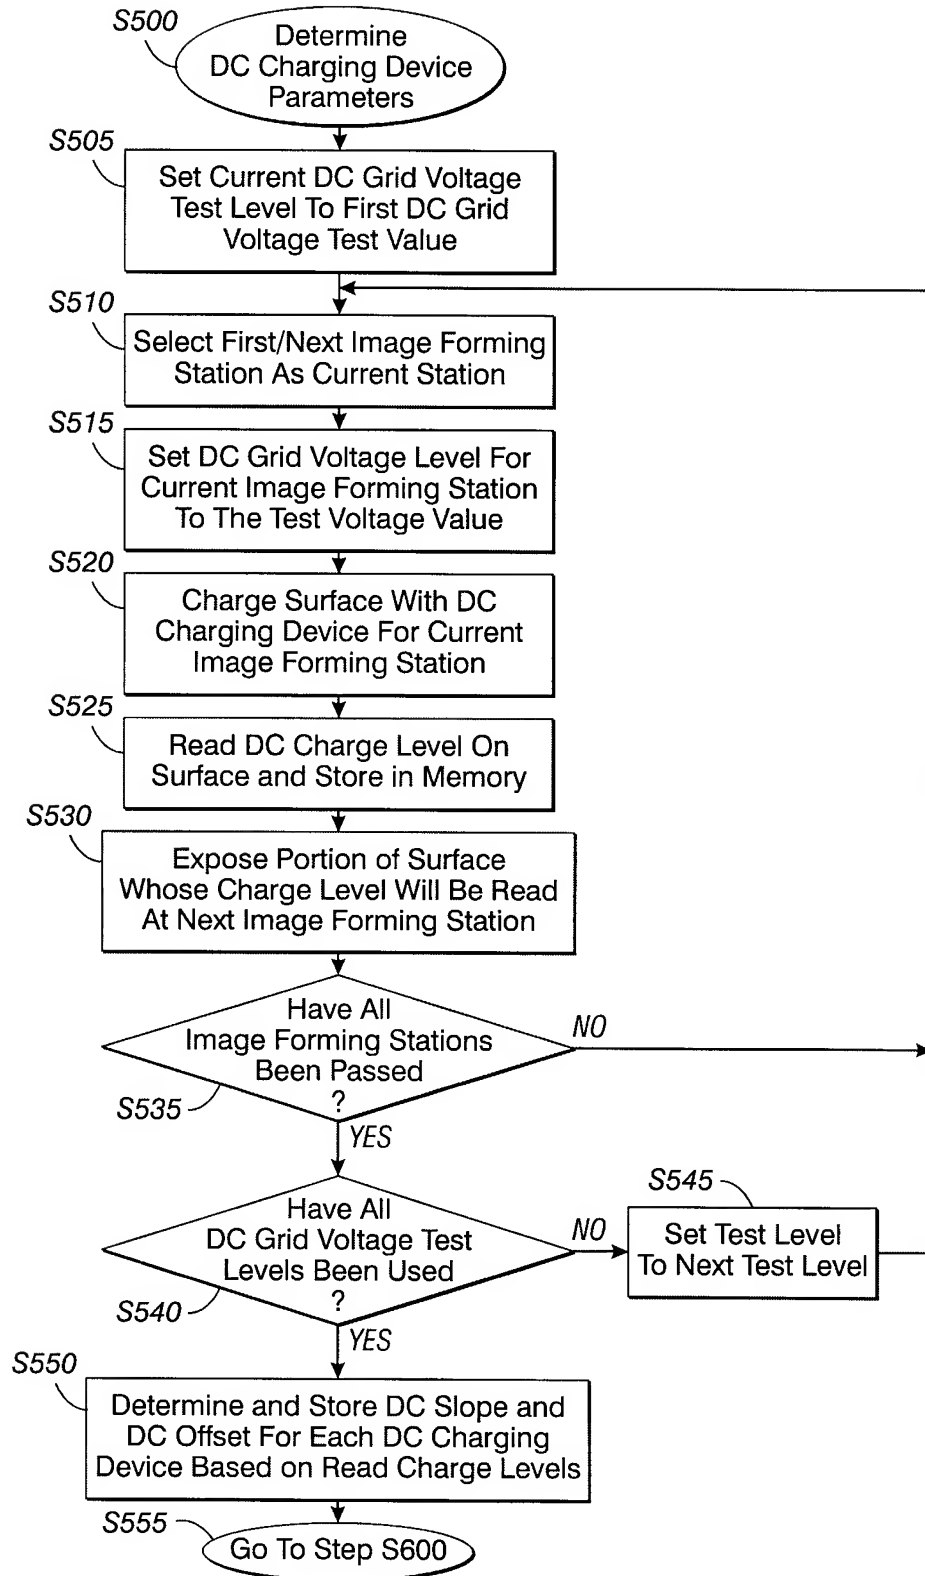 S500
Determine
DC Charging Device
Parameters
S505
Set Current DC Grid Voltage
Test Level To First DC Grid
Voltage Test Value
S510
Select First/Next Image Forming
Station As Current Station
S515
Set DC Grid Voltage Level For
Current Image Forming Station
To The Test Voltage Value
S520
Charge Surface With DC
Charging Device For Current
Image Forming Station
S525
Read DC Charge Level On
Surface and Store in Memory
S530
Expose Portion of Surface
Whose Charge Level Will Be Read
At Next Image Forming Station
Have All
Image Forming Stations
Been Passed
?
NO
S535
YES
Have All
DC Grid Voltage Test
Levels Been Used
?
NO
S540
S545
Set Test Level
To Next Test Level
YES
S550
Determine and Store DC Slope and
DC Offset For Each DC Charging
Device Based on Read Charge Levels
S555
Go To Step S600